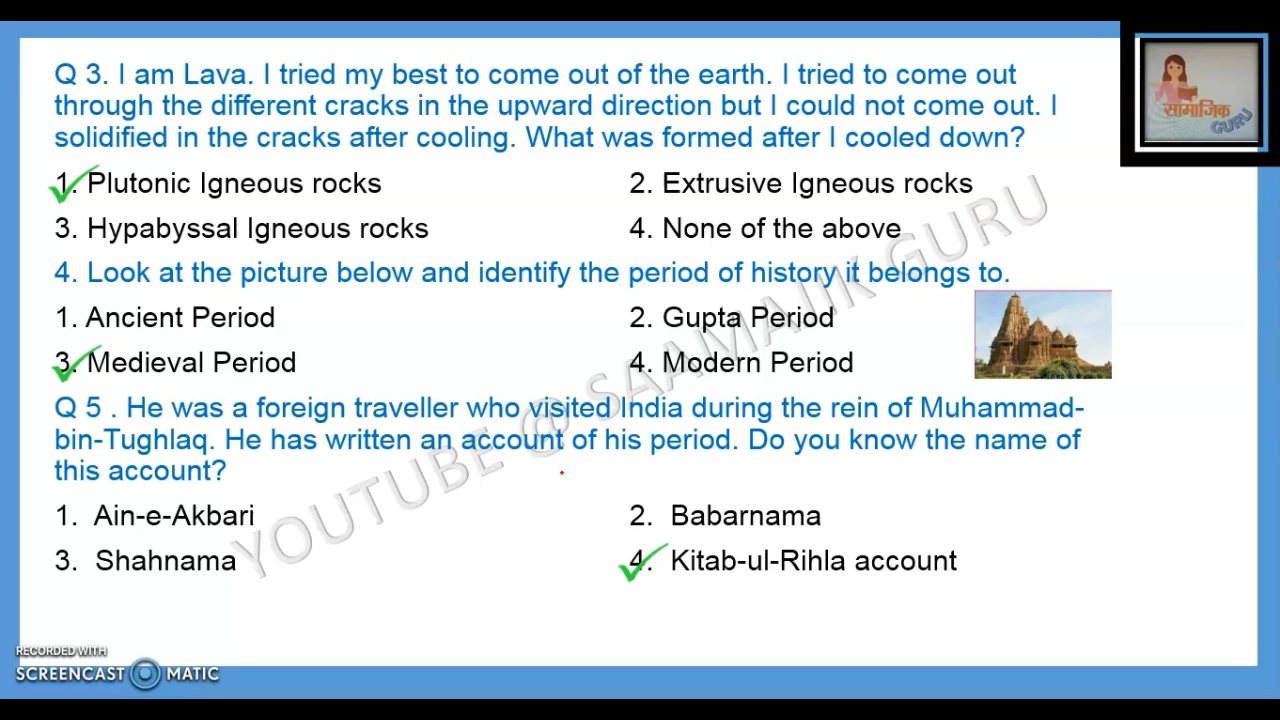 Q 3. I am Lava. I tried my best to come out of the earth. I tried to come out
through the different cracks in the upward direction but I could not come out. I
solidified in the cracks after cooling. What was formed after I cooled down?
1. Plutonic Igneous rocks
2. Extrusive Igneous rocks
3. Hypabyssal Igneous rocks
4. None of the above
4. Look at the picture below and identify the period of history it belongs to.
1. Ancient Period
2. Gupta Period
3. Medieval Period
4. Modern Period
Q 5 . He was a foreign traveller who visited India during the rein of Muhammad-
bin-Tughlaq. He has written an account of his period. Do you know the name of
this account?
1. Ain-e-Akbari
2. Babarnama
3. Shahnama
4. Kitab-ul-Rihla account
YOUTUBE @ SAAMAJIK GURU
सामाजिक
GURU
RECORDED WITH
SCREENCAST MATIC